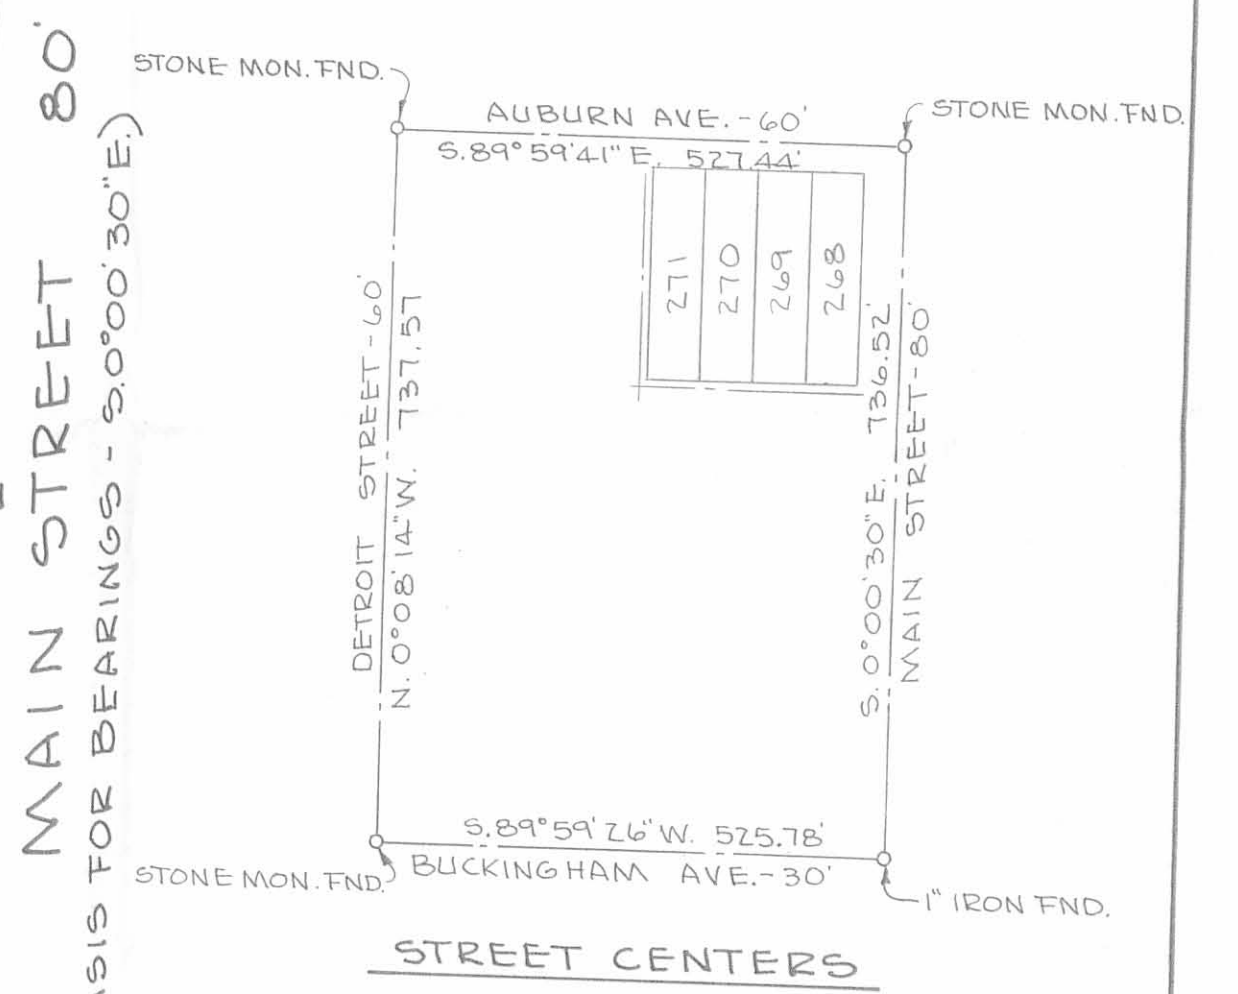 MAIN STREET 80'
ASIS FOR BEARINGS - S.0°00'30"E.)
STONE MON. FND.
AUBURN AVE. - 60'
STONE MON. FND.
S.89°59'41"E. 527.44'
271
270
269
268
DETROIT STREET - 60'
N. 0°08'14"W. 737.57
S. 0°00'30"E. 736.52'
MAIN STREET - 80'
S.89°59'26"W. 525.78'
STONE MON. FND.
BUCKINGHAM AVE. - 30'
1" IRON FND.
STREET CENTERS